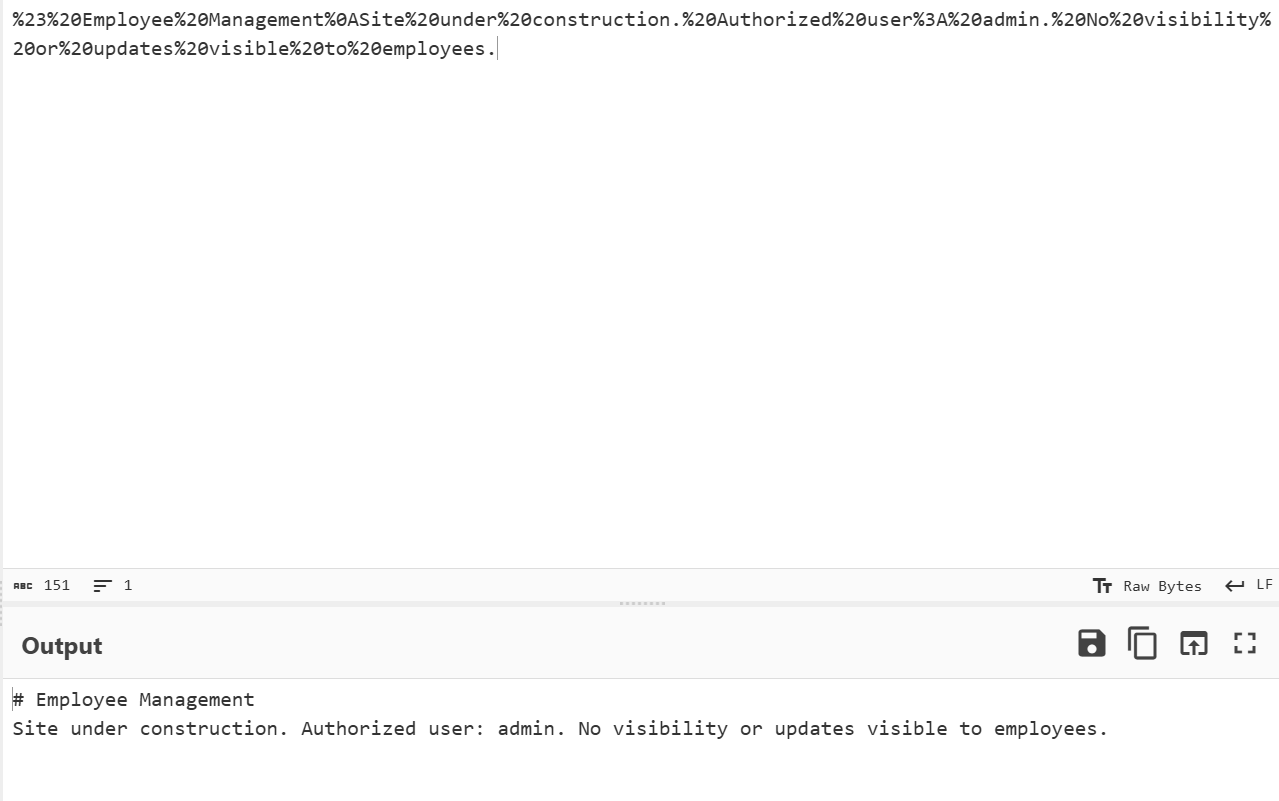 %23%20Employee%20Management%0ASite%20under%20construction.%20Authorized%20user%3A%20admin.%20No%20visibility%
20or%20updates%20visible%20to%20employees.
ABC 151 1 Raw Bytes LF
Output
# Employee Management
Site under construction. Authorized user: admin. No visibility or updates visible to employees.